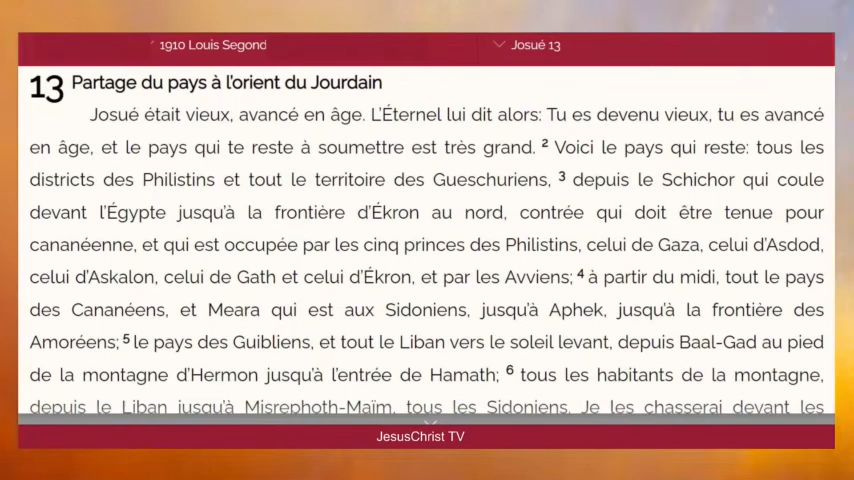 1910 Louis Segond
Josué 13
13 Partage du pays à l'orient du Jourdain
Josué était vieux, avancé en âge. L'Éternel lui dit alors: Tu es devenu vieux, tu es avancé
en âge, et le pays qui te reste à soumettre est très grand. 2 Voici le pays qui reste: tous les
districts des Philistins et tout le territoire des Gueschuriens, 3 depuis le Schichor qui coule
devant l'Égypte jusqu'à la frontière d'Ékron au nord, contrée qui doit être tenue pour
cananéenne, et qui est occupée par les cinq princes des Philistins, celui de Gaza, celui d'Asdod,
celui d'Askalon, celui de Gath et celui d'Ékron, et par les Avviens; 4 à partir du midi, tout le pays
des Cananéens, et Meara qui est aux Sidoniens, jusqu'à Aphek, jusqu'à la frontière des
Amoréens; 5 le pays des Guibliens, et tout le Liban vers le soleil levant, depuis Baal-Gad au pied
de la montagne d'Hermon jusqu'à l'entrée de Hamath; 6 tous les habitants de la montagne,
depuis le Liban jusqu'à Misrephoth-Maïm, tous les Sidoniens. Je les chasserai devant les
JesusChrist TV